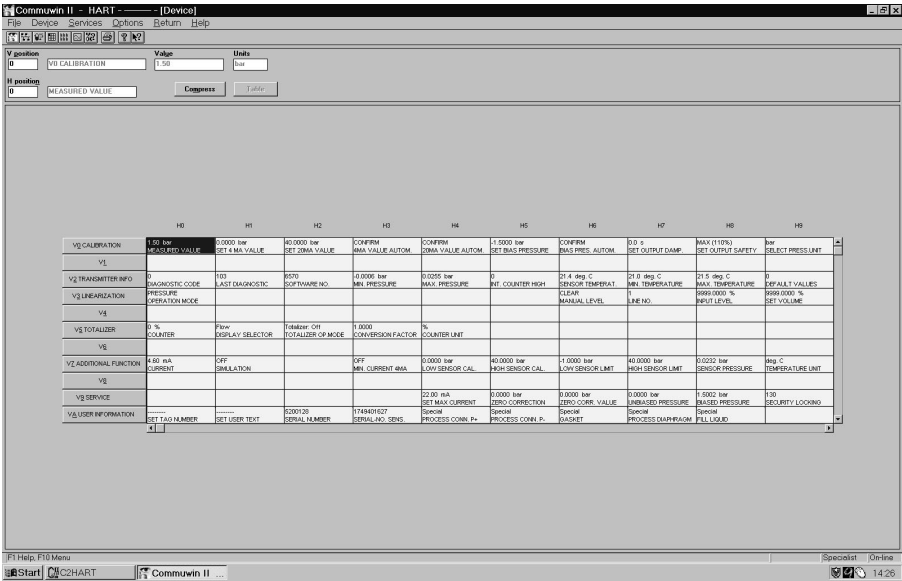 Commuwin II - HART - ——— - [Device]
File Device Services Options Return Help
V position Value Units
0 V0 CALIBRATION 1.50 bar
H position
0 MEASURED VALUE Compress Table
H0 H1 H2 H3 H4 H5 H6 H7 H8 H9
V0 CALIBRATION 1.50 bar 0.0000 bar 40.0000 bar CONFIRM CONFIRM -1.5000 bar CONFIRM 0.0 s MAX (110%) bar
MEASURED VALUE SET 4 MA VALUE SET 20MA VALUE 4MA VALUE AUTOM. 20MA VALUE AUTOM. SET BIAS PRESSURE BIAS PRES. AUTOM. SET OUTPUT DAMP. SET OUTPUT SAFETY SELECT PRESS.UNIT
V1
V2 TRANSMITTER INFO 0 103 6570 -0.0006 bar 0.0255 bar 0 21.4 deg. C 21.0 deg. C 21.5 deg. C 0
DIAGNOSTIC CODE LAST DIAGNOSTIC SOFTWARE NO. MIN. PRESSURE MAX. PRESSURE INT. COUNTER HIGH SENSOR TEMPERAT. MIN. TEMPERATURE MAX. TEMPERATURE DEFAULT VALUES
V3 LINEARIZATION PRESSURE CLEAR 1 9999.0000 % 9999.0000 %
OPERATION MODE MANUAL LEVEL LINE NO. INPUT LEVEL SET VOLUME
V4
V5 TOTALIZER 0 % Flow Totalizer: Off 1.0000 %
COUNTER DISPLAY SELECTOR TOTALIZER OP.MODE CONVERSION FACTOR COUNTER UNIT
V6
V7 ADDITIONAL FUNCTION 4.60 mA OFF OFF 0.0000 bar 40.0000 bar -1.0000 bar 40.0000 bar 0.0232 bar deg. C
CURRENT SIMULATION MIN. CURRENT 4MA LOW SENSOR CAL. HIGH SENSOR CAL. LOW SENSOR LIMIT HIGH SENSOR LIMIT SENSOR PRESSURE TEMPERATURE UNIT
V8
V9 SERVICE 22.00 mA 0.0000 bar 0.0000 bar 0.0000 bar 1.5002 bar 130
SET MAX CURRENT ZERO CORRECTION ZERO CORR. VALUE UNBIASED PRESSURE BIASED PRESSURE SECURITY LOCKING
VA USER INFORMATION -------- -------- 5200128 1749401627 Special Special Special Special Special
SET TAG NUMBER SET USER TEXT SERIAL NUMBER SERIAL-NO. SENS. PROCESS CONN. P+ PROCESS CONN. P- GASKET PROCESS DIAPHRAGM FILL LIQUID
F1 Help, F10 Menu Specialist On-line
Start C2HART Commuwin II ... 14:26